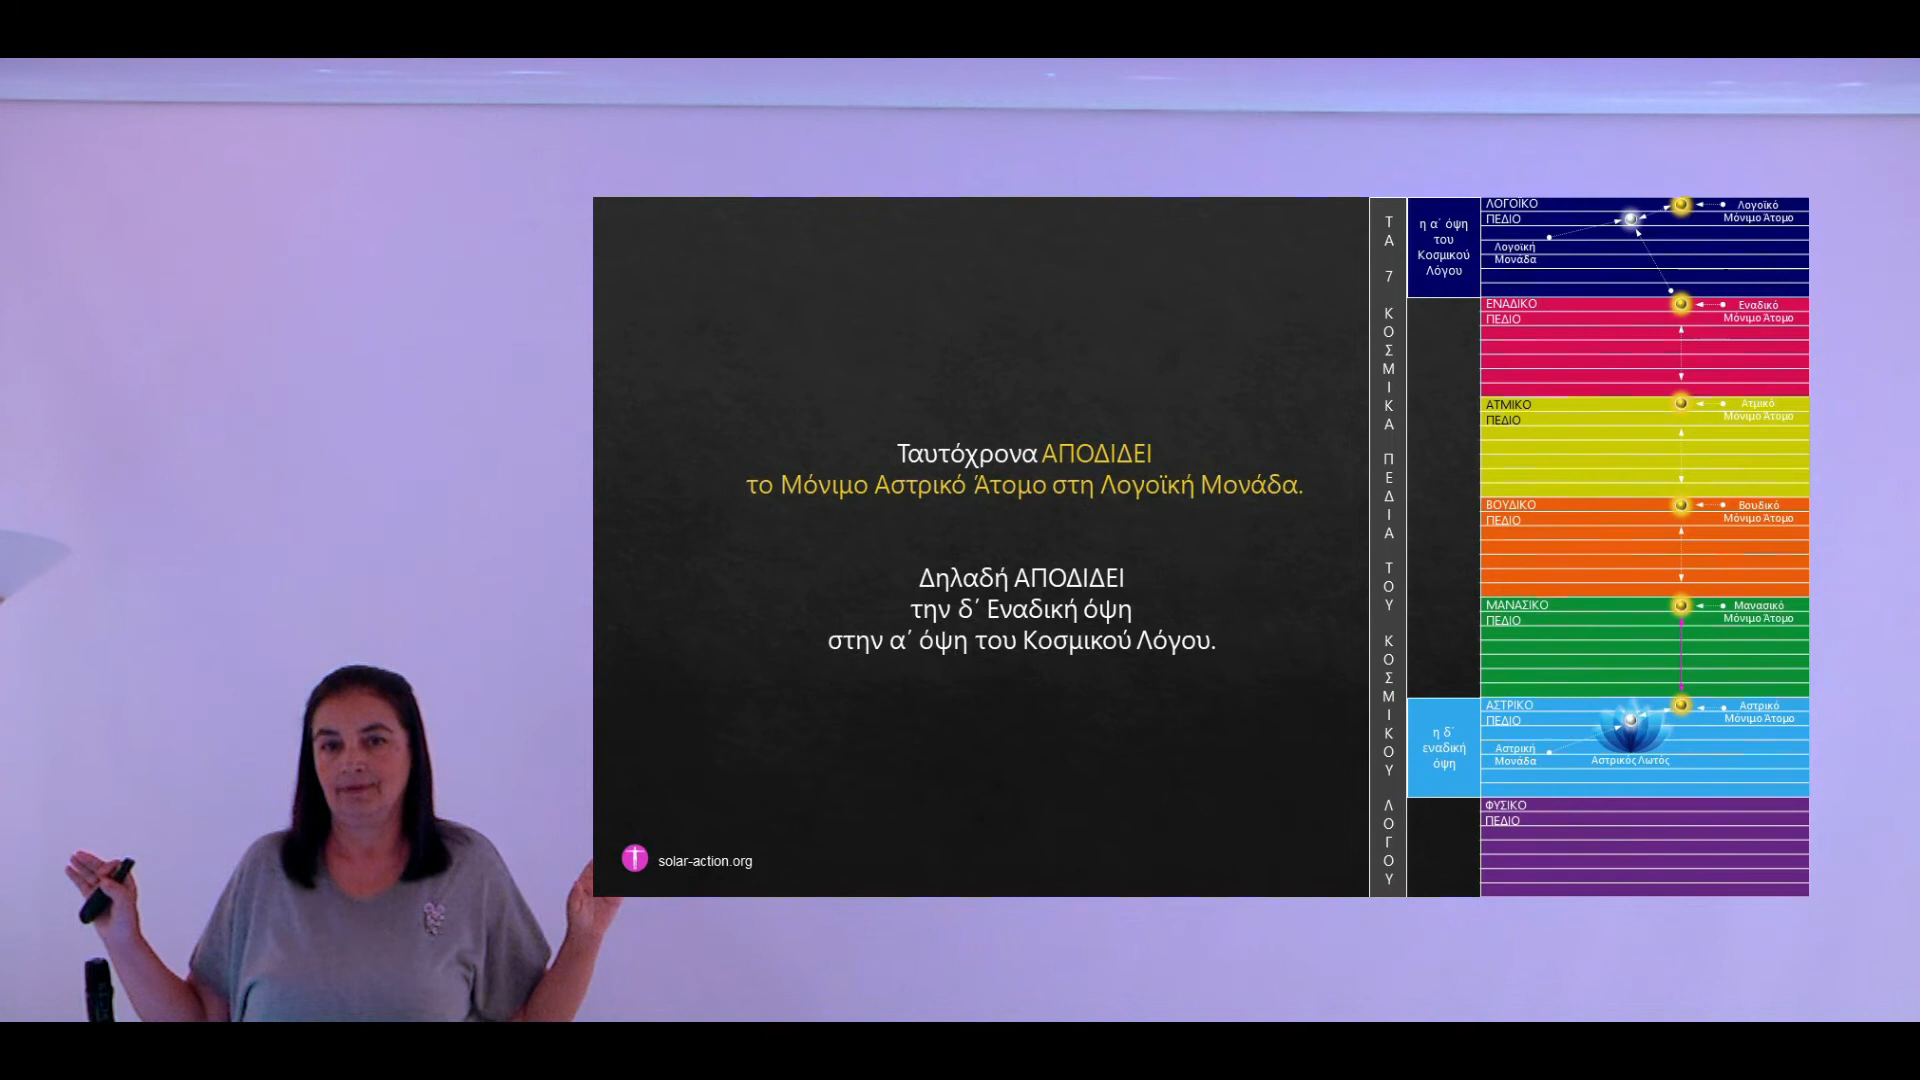 Ταυτόχρονα ΑΠΟΔΙΔΕΙ
το Μόνιμο Αστρικό Άτομο στη Λογοϊκή Μονάδα.
Δηλαδή ΑΠΟΔΙΔΕΙ
την δ΄ Εναδική όψη
στην α΄ όψη του Κοσμικού Λόγου.
solar-action.org
ΤΑ 7 ΚΟΣΜΙΚΑ ΠΕΔΙΑ ΤΟΥ ΚΟΣΜΙΚΟΥ ΛΟΓΟΥ
η α΄ όψη
του
Κοσμικού
Λόγου
ΛΟΓΟΪΚΟ
ΠΕΔΙΟ
Λογοϊκό
Μόνιμο Άτομο
Λογοϊκή
Μονάδα
ΕΝΑΔΙΚΟ
ΠΕΔΙΟ
Εναδικό
Μόνιμο Άτομο
ΑΤΜΙΚΟ
ΠΕΔΙΟ
Ατμικό
Μόνιμο Άτομο
ΒΟΥΔΙΚΟ
ΠΕΔΙΟ
Βουδικό
Μόνιμο Άτομο
ΜΑΝΑΣΙΚΟ
ΠΕΔΙΟ
Μανασικό
Μόνιμο Άτομο
η δ΄
εναδική
όψη
ΑΣΤΡΙΚΟ
ΠΕΔΙΟ
Αστρικό
Μόνιμο Άτομο
Αστρική
Μονάδα
Αστρικός Λωτός
ΦΥΣΙΚΟ
ΠΕΔΙΟ